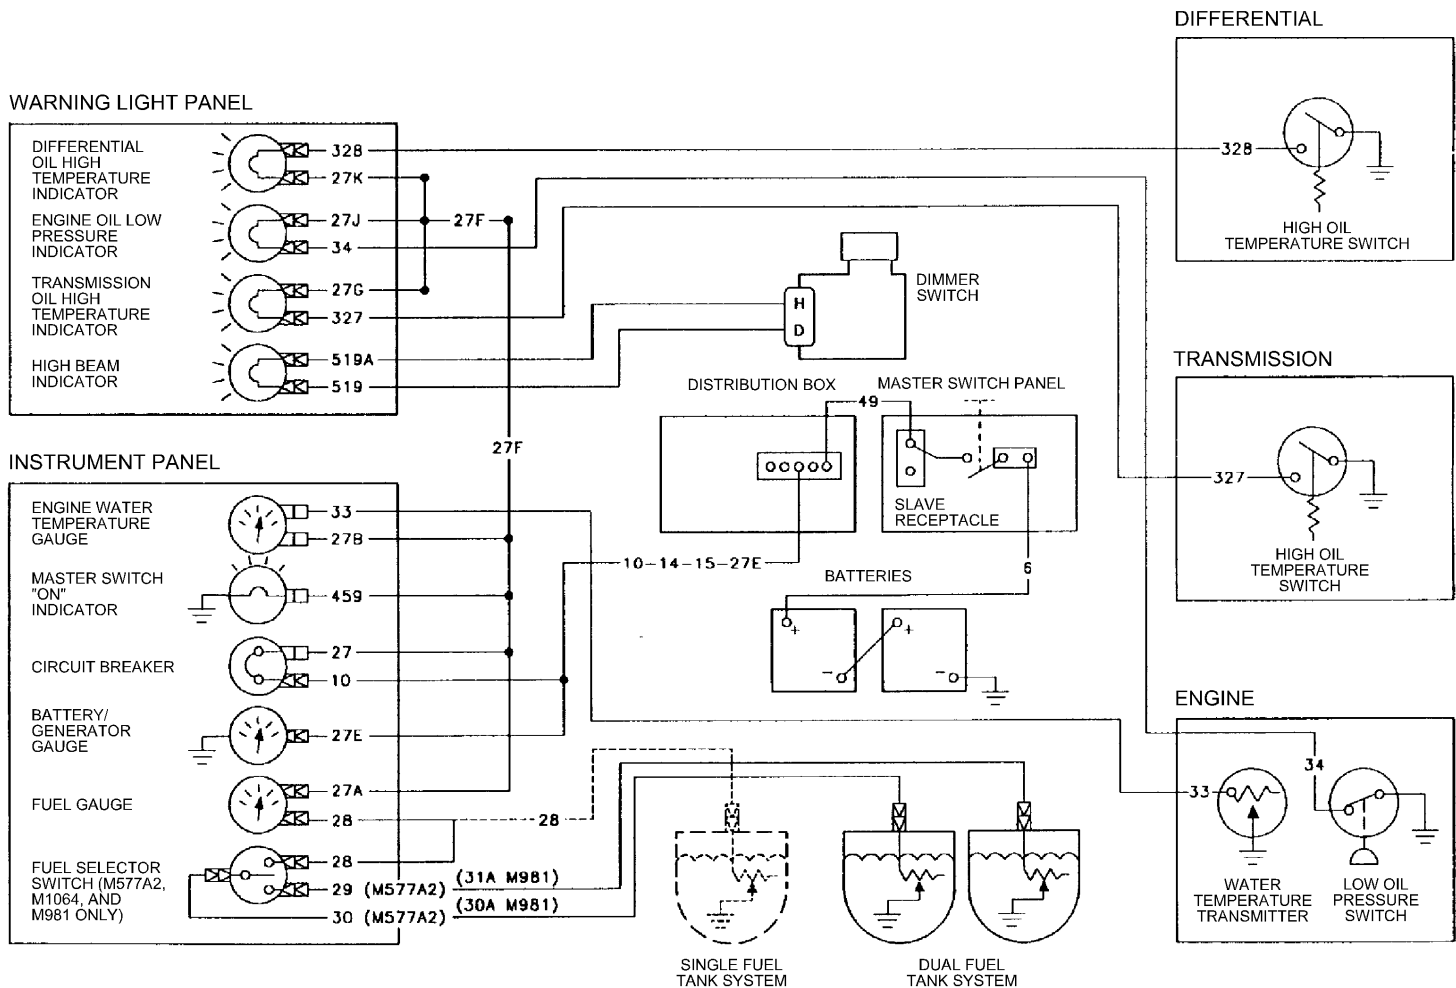 DIFFERENTIAL
WARNING LIGHT PANEL
DIFFERENTIAL
OIL HIGH
TEMPERATURE
INDICATOR
328
27K
328
ENGINE OIL LOW
PRESSURE
INDICATOR
27J
34
27F
HIGH OIL
TEMPERATURE SWITCH
TRANSMISSION
OIL HIGH
TEMPERATURE
INDICATOR
27G
327
DIMMER
SWITCH
H
D
HIGH BEAM
INDICATOR
519A
519
TRANSMISSION
DISTRIBUTION BOX
MASTER SWITCH PANEL
49
27F
SLAVE
RECEPTACLE
327
HIGH OIL
TEMPERATURE
SWITCH
INSTRUMENT PANEL
ENGINE WATER
TEMPERATURE
GAUGE
33
27B
10-14-15-27E
6
MASTER SWITCH
"ON"
INDICATOR
459
BATTERIES
+
−
+
−
CIRCUIT BREAKER
27
10
ENGINE
BATTERY/
GENERATOR
GAUGE
27E
34
33
FUEL GAUGE
27A
28
28
FUEL SELECTOR
SWITCH (M577A2,
M1064, AND
M981 ONLY)
28
29 (M577A2)
(31A M981)
30 (M577A2)
(30A M981)
WATER
TEMPERATURE
TRANSMITTER
LOW OIL
PRESSURE
SWITCH
SINGLE FUEL
TANK SYSTEM
DUAL FUEL
TANK SYSTEM